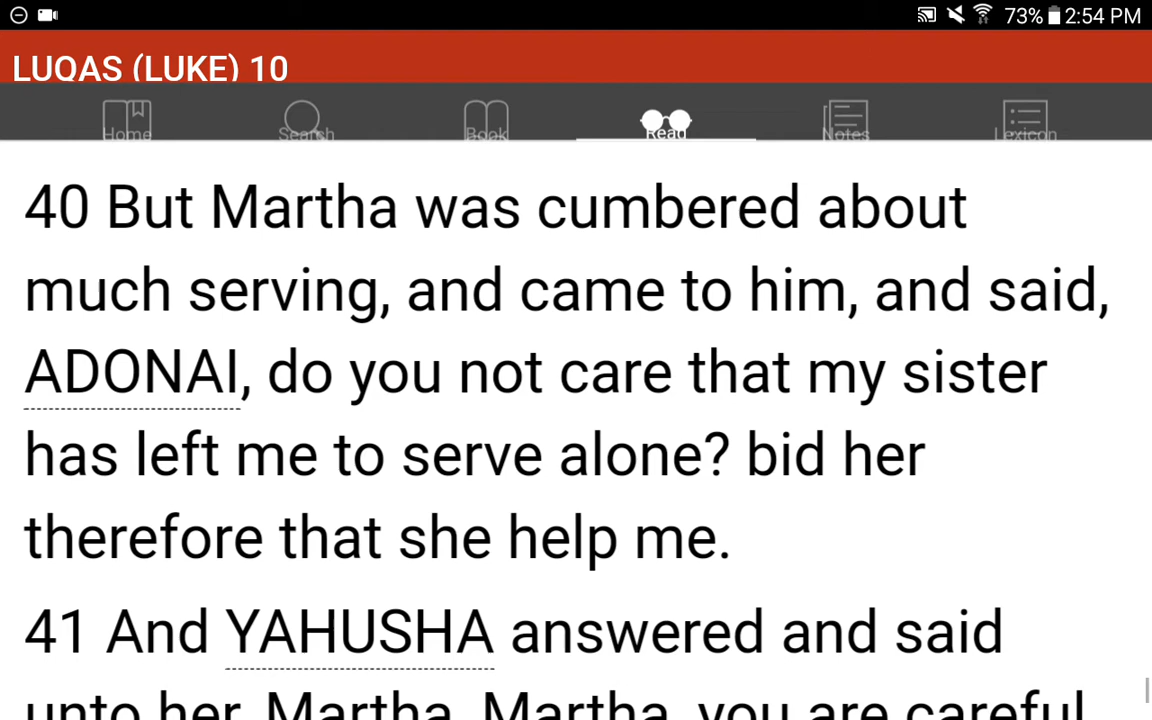 73% 2:54 PM
LUQAS (LUKE) 10
Home Search Book Read Notes Lexicon
40 But Martha was cumbered about
much serving, and came to him, and said,
ADONAI, do you not care that my sister
has left me to serve alone? bid her
therefore that she help me.
41 And YAHUSHA answered and said
unto her, Martha, Martha, you are careful